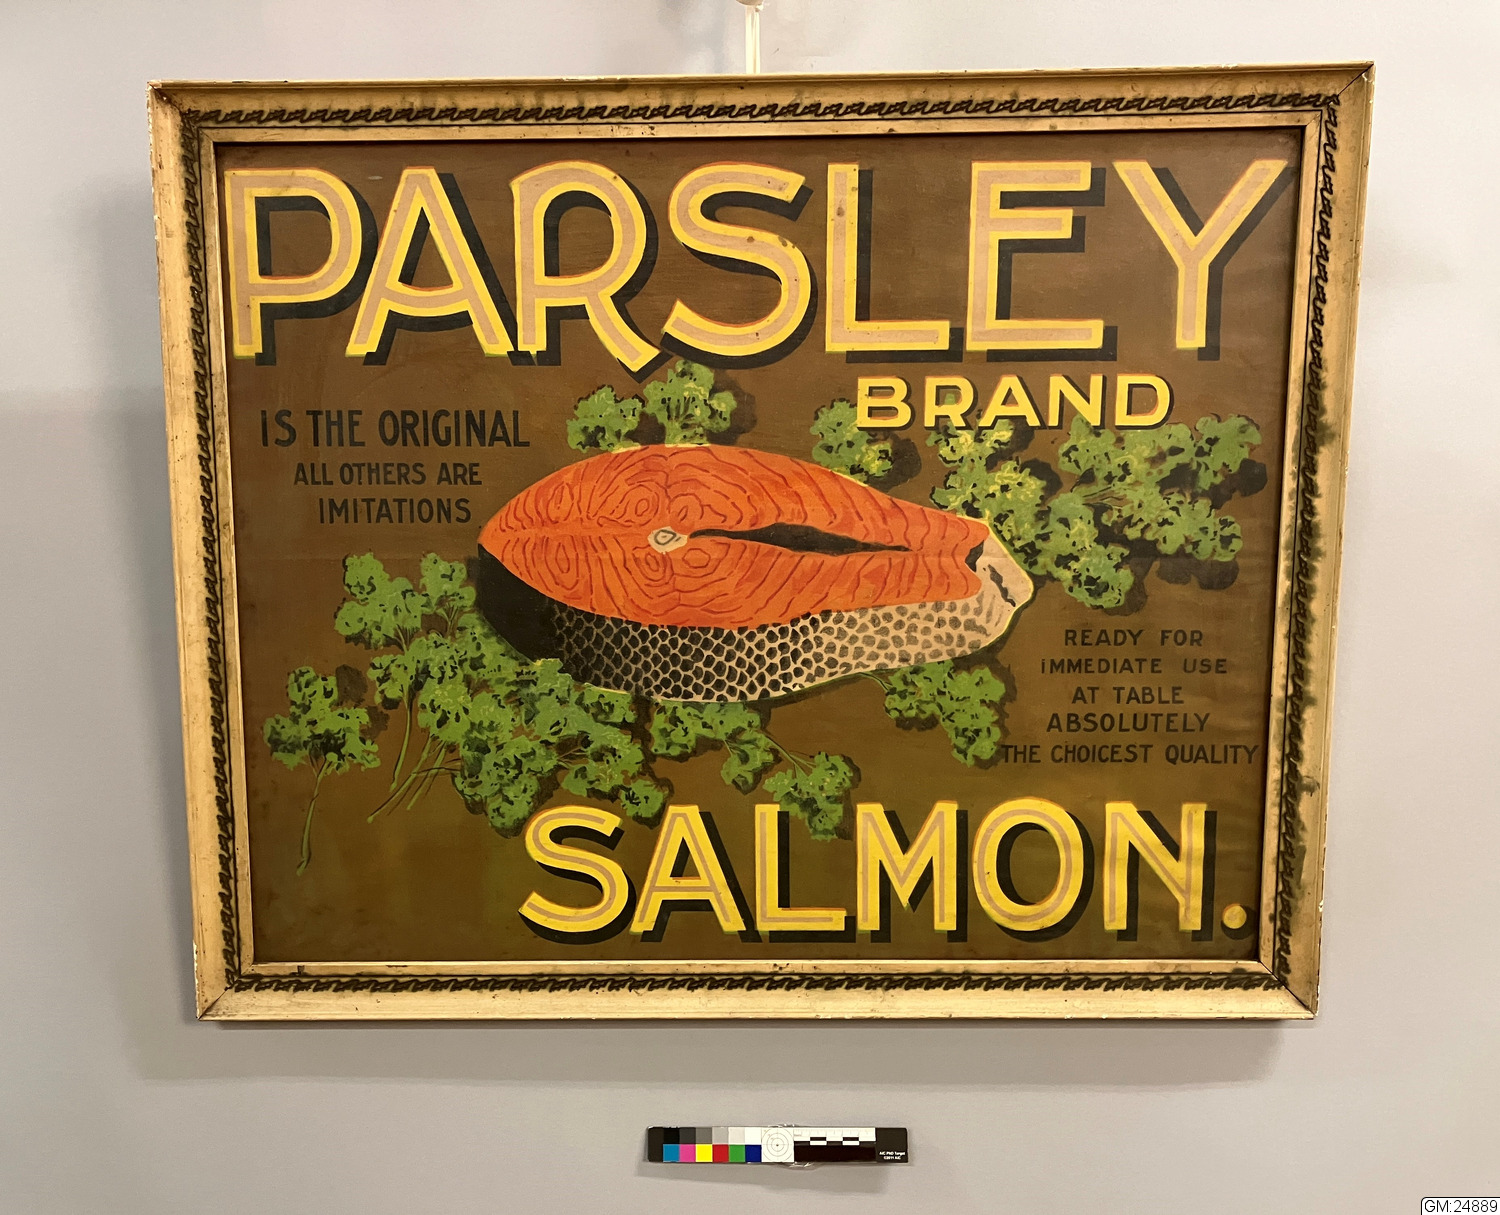 PARSLEY
BRAND
IS THE ORIGINAL
ALL OTHERS ARE
IMITATIONS
READY FOR
IMMEDIATE USE
AT TABLE
ABSOLUTELY
THE CHOICEST QUALITY
SALMON.
GM:24889